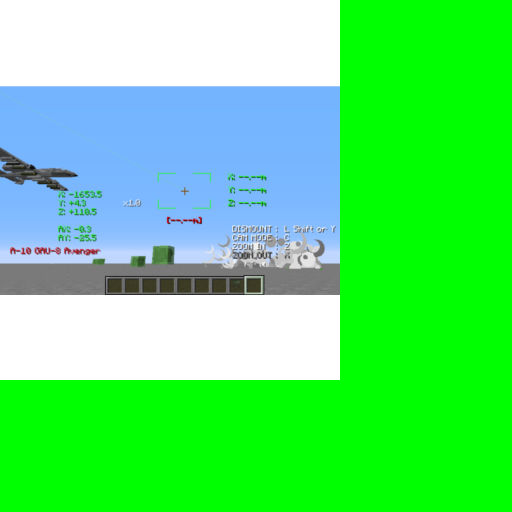 X: -1653.5
Y: +4.3
Z: +118.5
AX: -0.3
AY: -25.5
x1.0
X: --.--m
Y: --.--m
Z: --.--m
[--.--m]
DISMOUNT : L Shift or Y
CAM MODE : C
ZOOM IN : Z
ZOOM OUT : X
A-10 GAU-8 Avenger